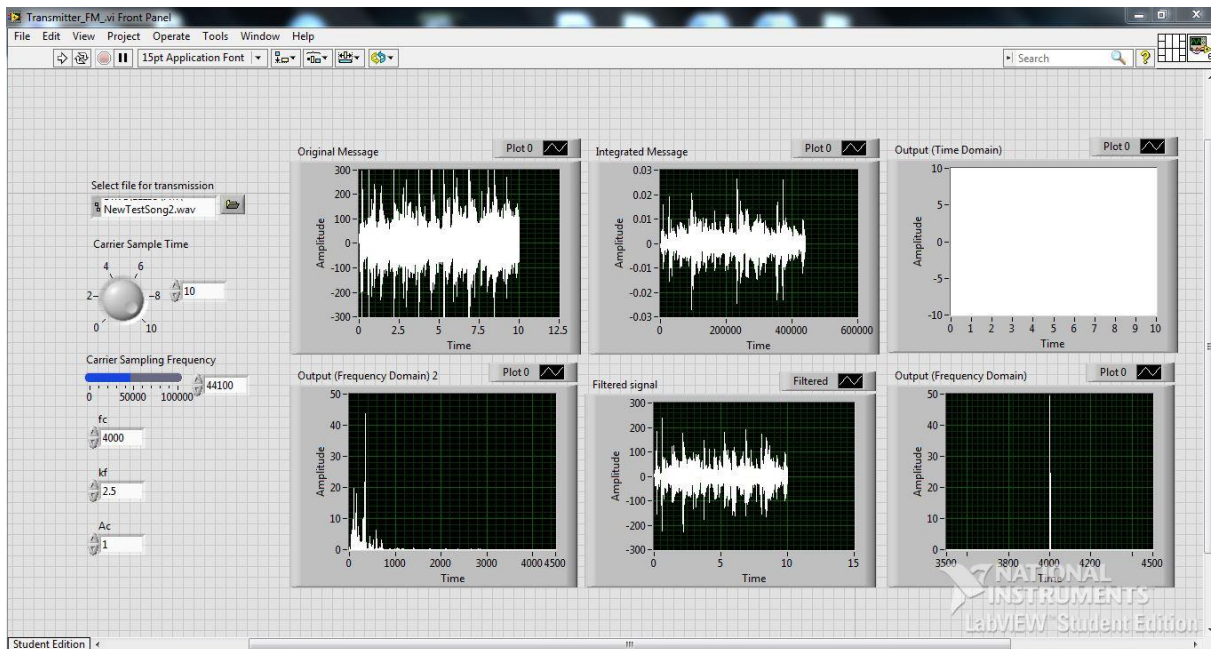 Transmitter_FM_.vi Front Panel
File Edit View Project Operate Tools Window Help
15pt Application Font
Search
Select file for transmission
NewTestSong2.wav
Carrier Sample Time
0 2 4 6 8 10
10
Carrier Sampling Frequency
0 50000 100000
44100
fc
4000
kf
2.5
Ac
1
Original Message
Plot 0
Amplitude
300
200
100
0
-100
-200
-300
0 2.5 5 7.5 10 12.5
Time
Integrated Message
Plot 0
Amplitude
0.03
0.02
0.01
0
-0.01
-0.02
-0.03
0 200000 400000 600000
Time
Output (Time Domain)
Plot 0
Amplitude
10
5
0
-5
-10
0 1 2 3 4 5 6 7 8 9 10
Time
Output (Frequency Domain) 2
Plot 0
Amplitude
50
40
30
20
10
0
0 1000 2000 3000 4000 4500
Time
Filtered signal
Filtered
Amplitude
300
200
100
0
-100
-200
-300
0 5 10 15
Time
Output (Frequency Domain)
Plot 0
Amplitude
50
40
30
20
10
0
3500 3800 4000 4200 4500
Time
NATIONAL
INSTRUMENTS
LabVIEW Student Edition
Student Edition